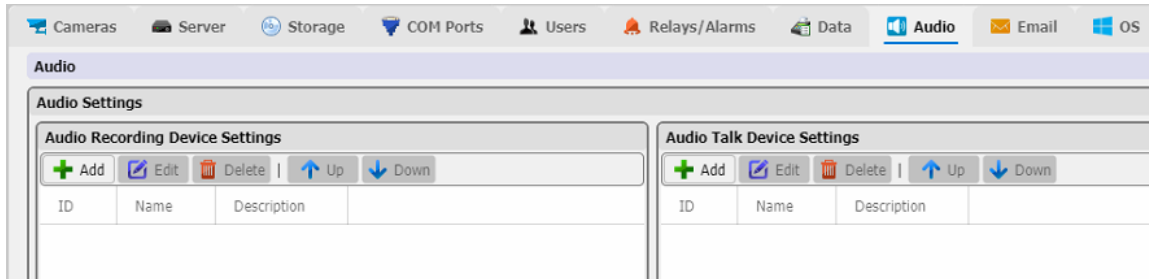 Cameras Server Storage COM Ports Users Relays/Alarms Data Audio Email OS
Audio
Audio Settings
Audio Recording Device Settings
Add Edit Delete | Up Down
ID Name Description
Audio Talk Device Settings
Add Edit Delete | Up Down
ID Name Description